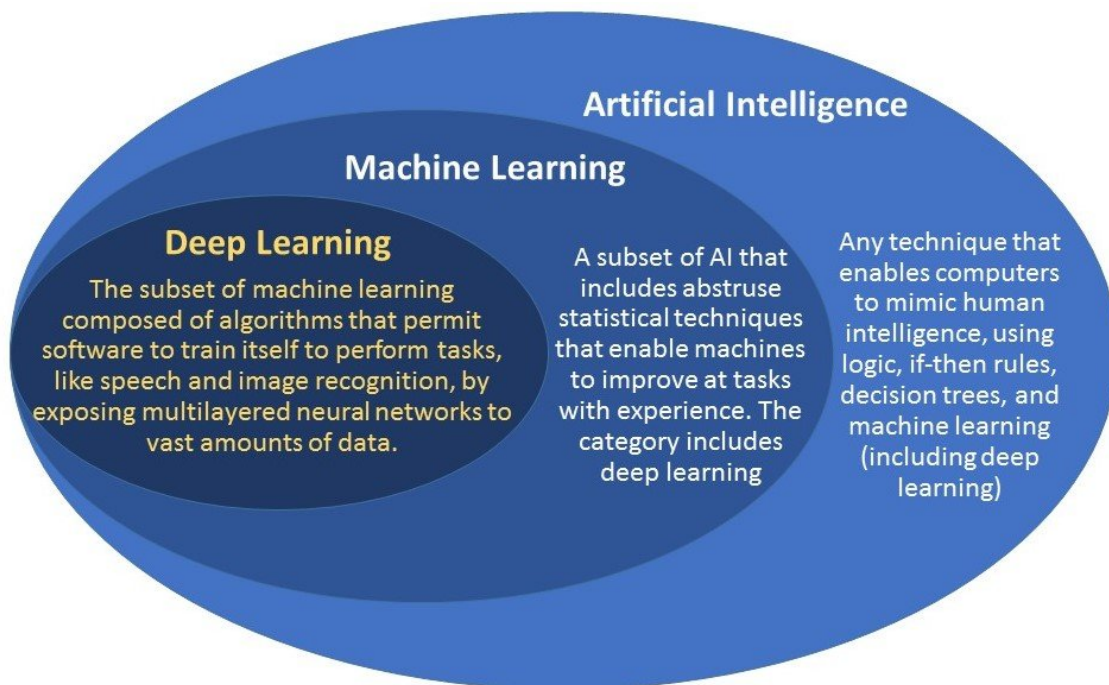 Artificial Intelligence
Machine Learning
Deep Learning
The subset of machine learning
composed of algorithms that permit
software to train itself to perform tasks,
like speech and image recognition, by
exposing multilayered neural networks to
vast amounts of data.
A subset of AI that
includes abstruse
statistical techniques
that enable machines
to improve at tasks
with experience. The
category includes
deep learning
Any technique that
enables computers
to mimic human
intelligence, using
logic, if-then rules,
decision trees, and
machine learning
(including deep
learning)